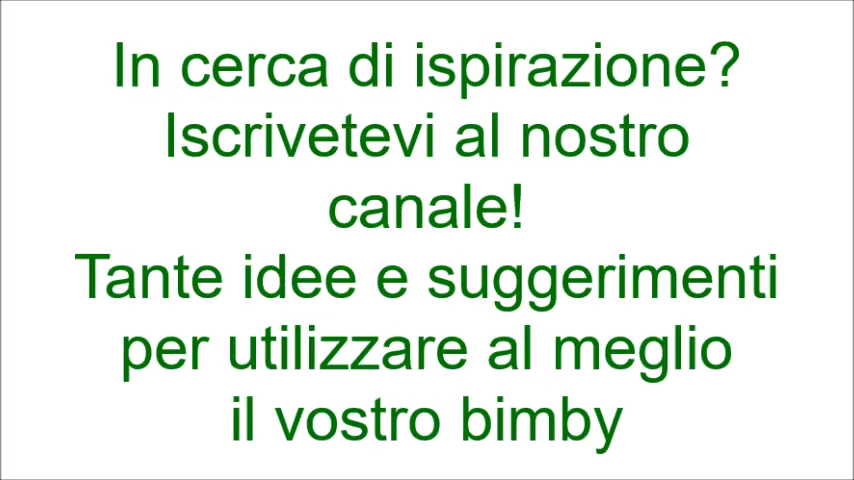 In cerca di ispirazione?
Iscrivetevi al nostro
canale!
Tante idee e suggerimenti
per utilizzare al meglio
il vostro bimby